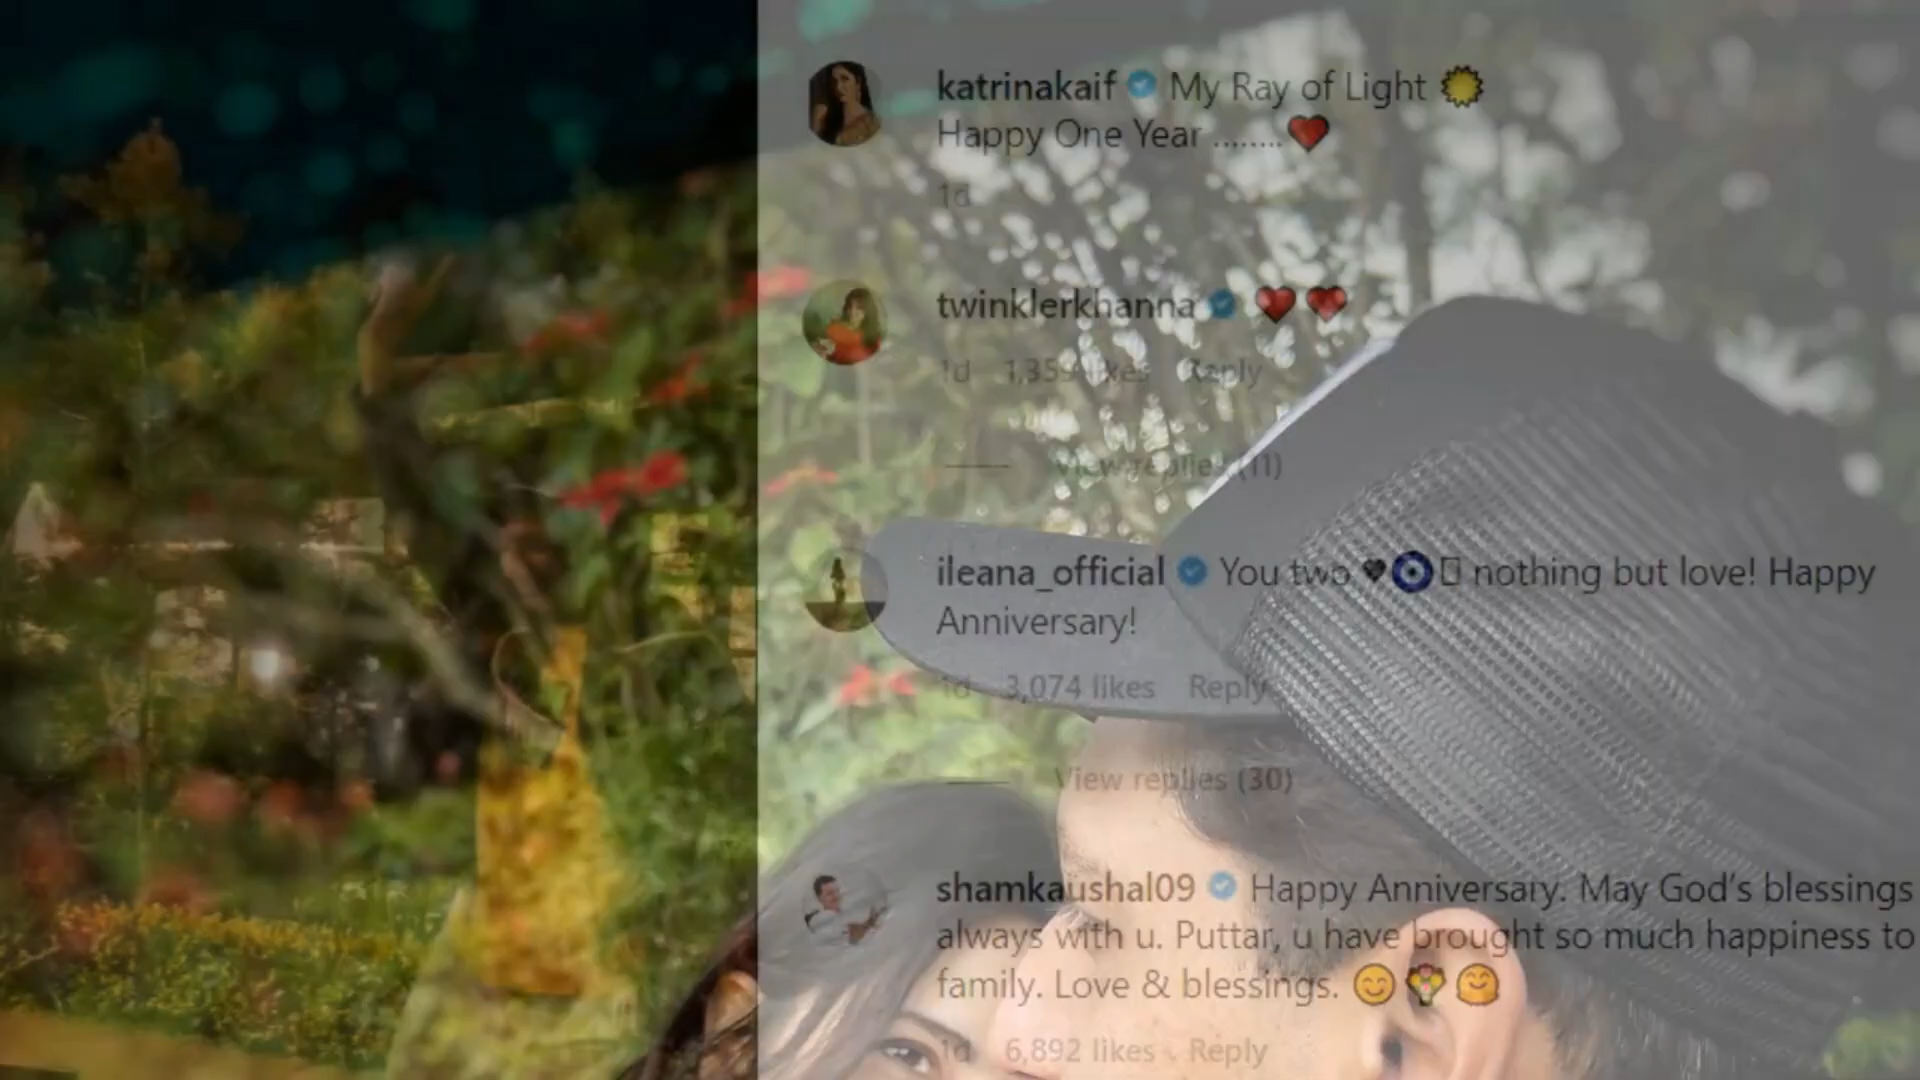 katrinakaif My Ray of Light
Happy One Year ........
1d
twinklerkhanna
1d 1,359 likes Reply
View replies (11)
ileana_official You two nothing but love! Happy
Anniversary!
1d 3,074 likes Reply
View replies (30)
shamkaushal09 Happy Anniversary. May God's blessings
always with u. Puttar, u have brought so much happiness to
family. Love & blessings.
1d 6,892 likes Reply